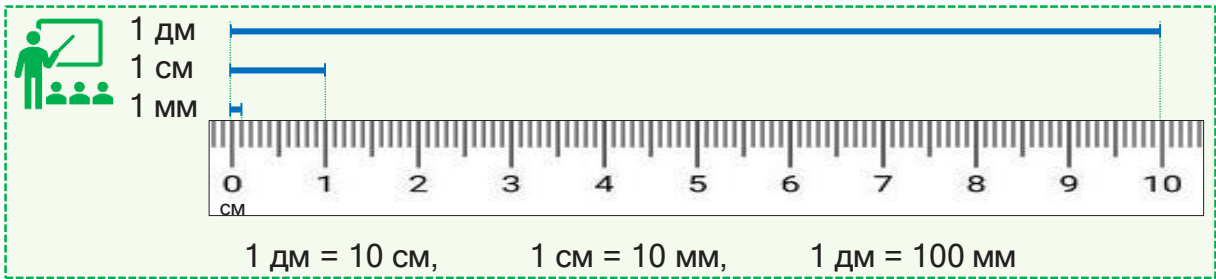 1 дм
1 см
1 мм
0 1 2 3 4 5 6 7 8 9 10
см
1 дм = 10 см, 1 см = 10 мм, 1 дм = 100 мм